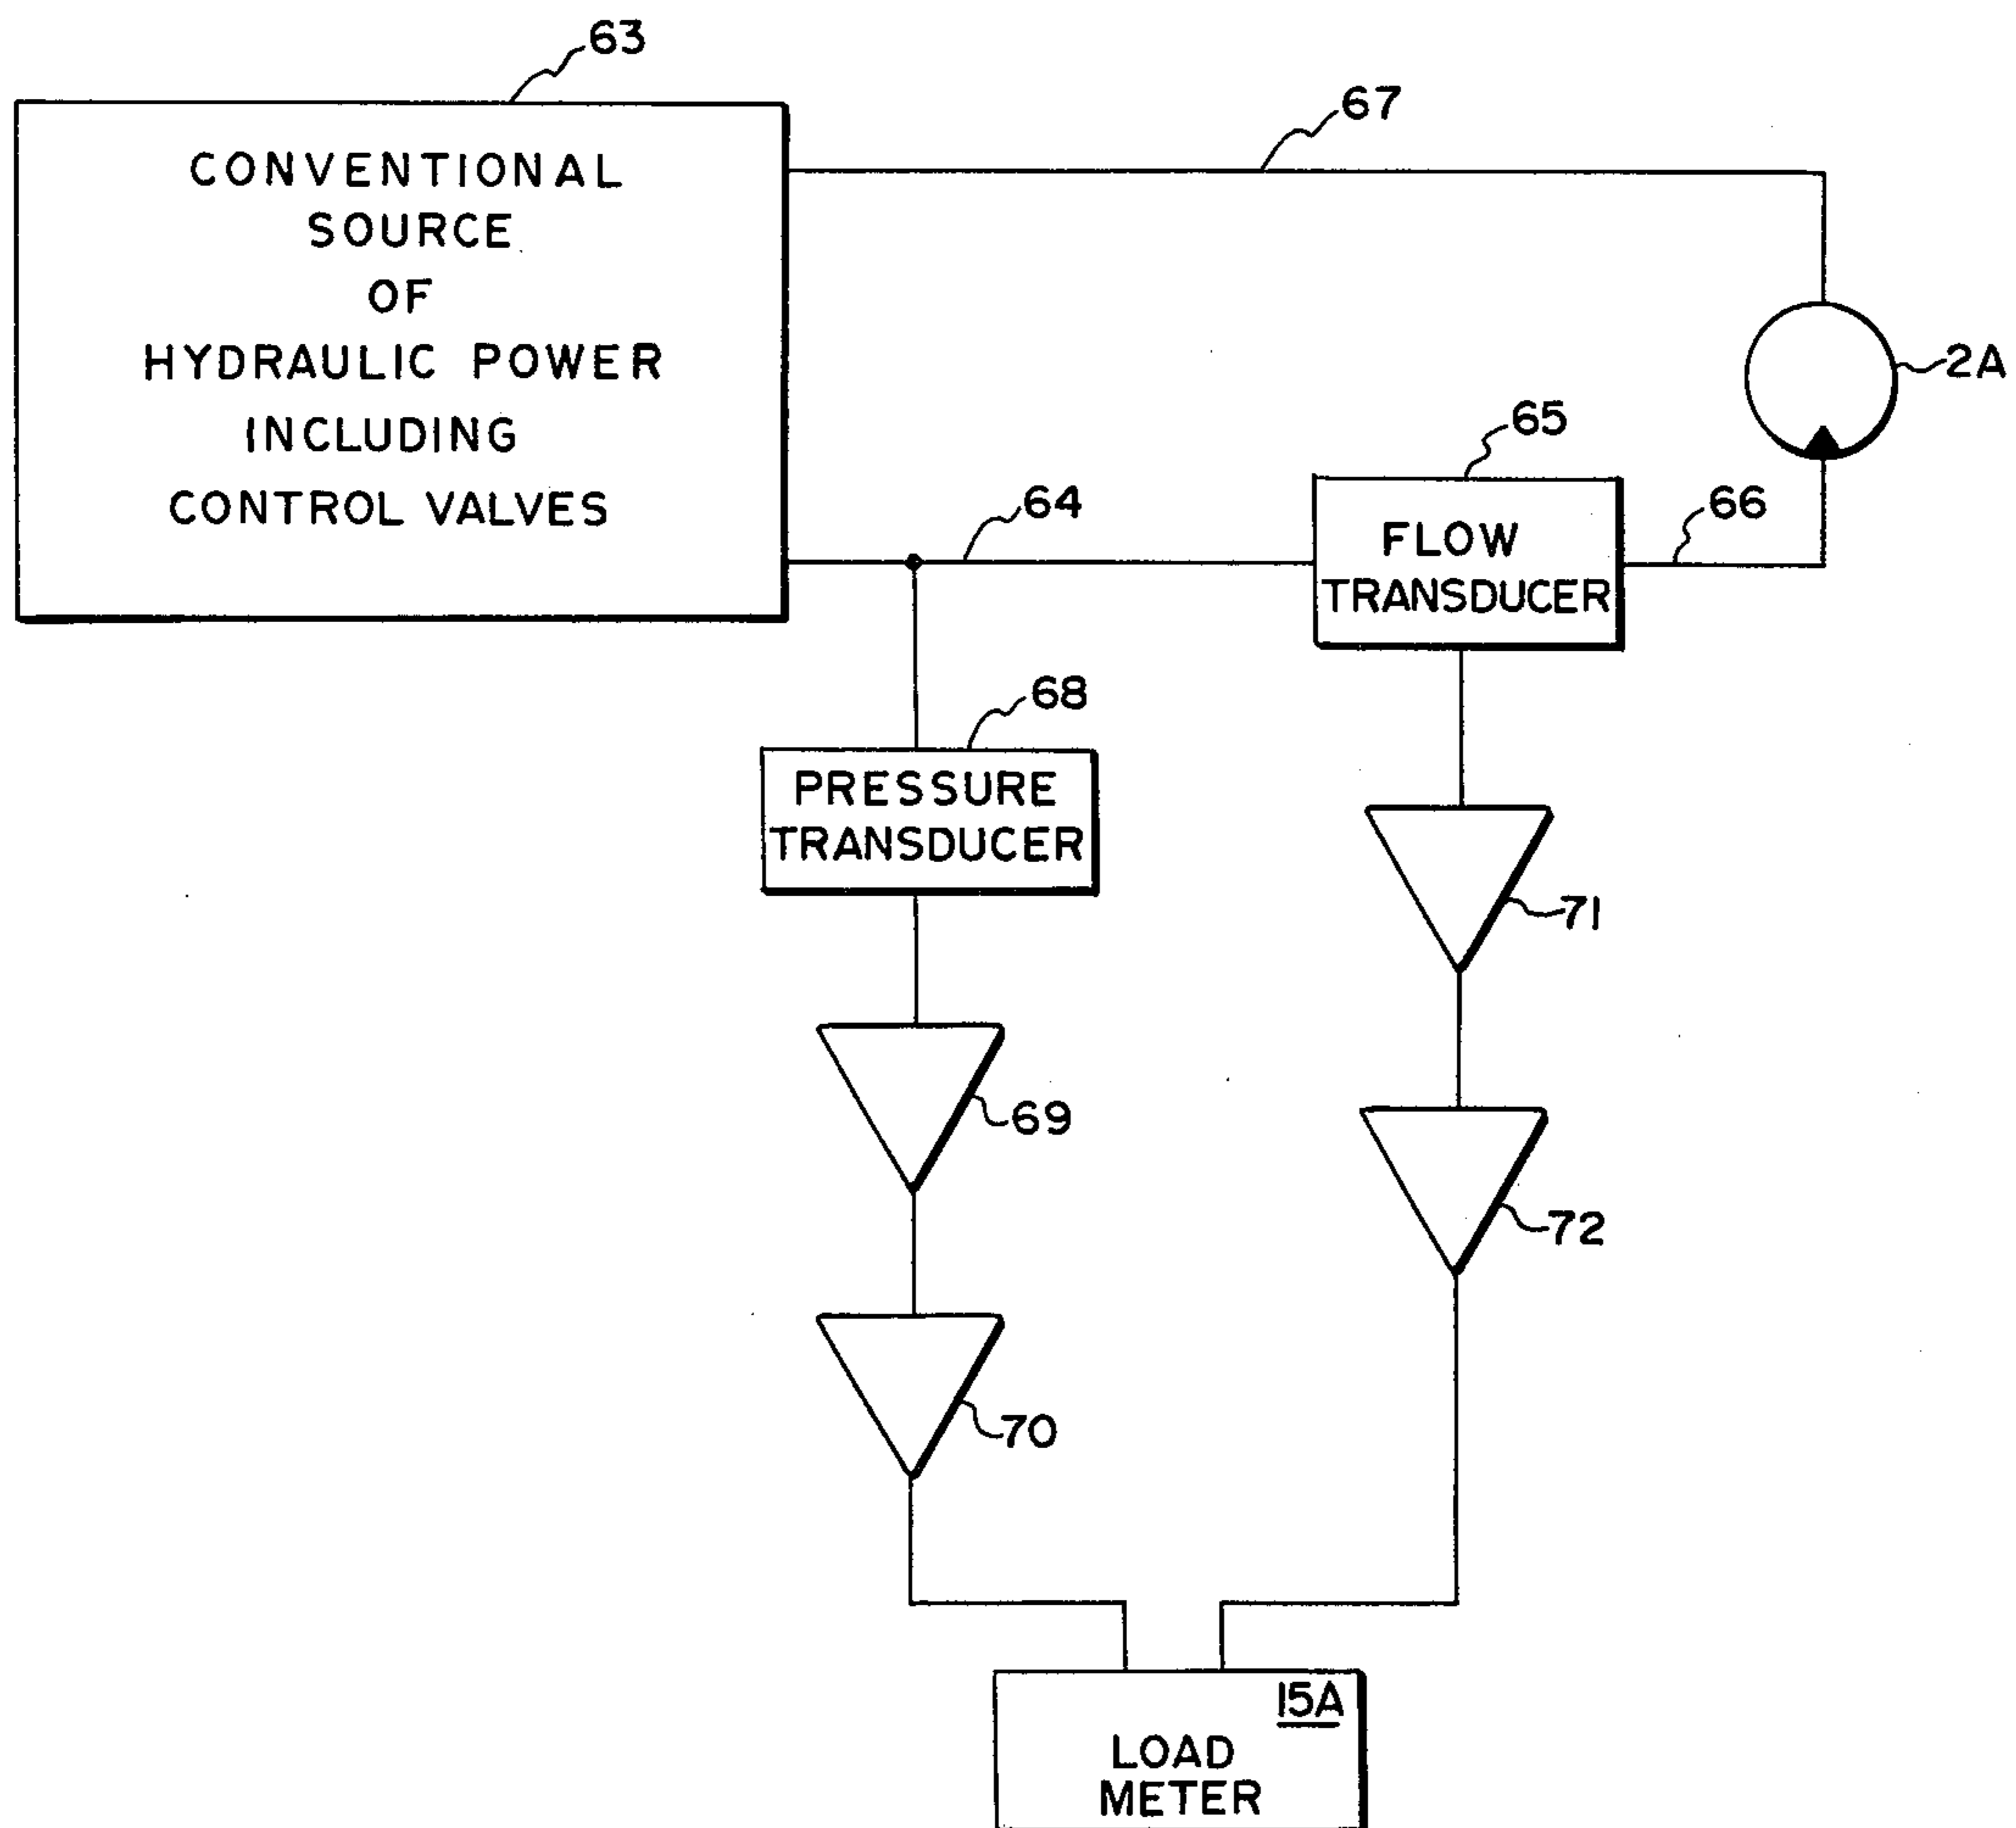 63
67
CONVENTIONAL
SOURCE
OF
HYDRAULIC POWER
INCLUDING
CONTROL VALVES
2A
65
64
66
FLOW
TRANSDUCER
68
PRESSURE
TRANSDUCER
71
69
72
70
15A
LOAD
METER